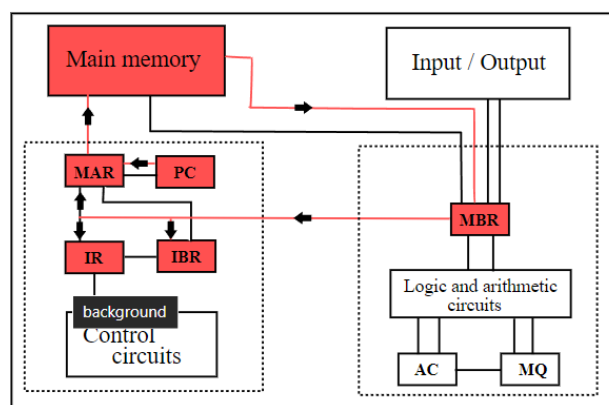 Main memory
Input / Output
MAR
PC
MBR
IR
IBR
Logic and arithmetic
circuits
background
Control
circuits
AC
MQ